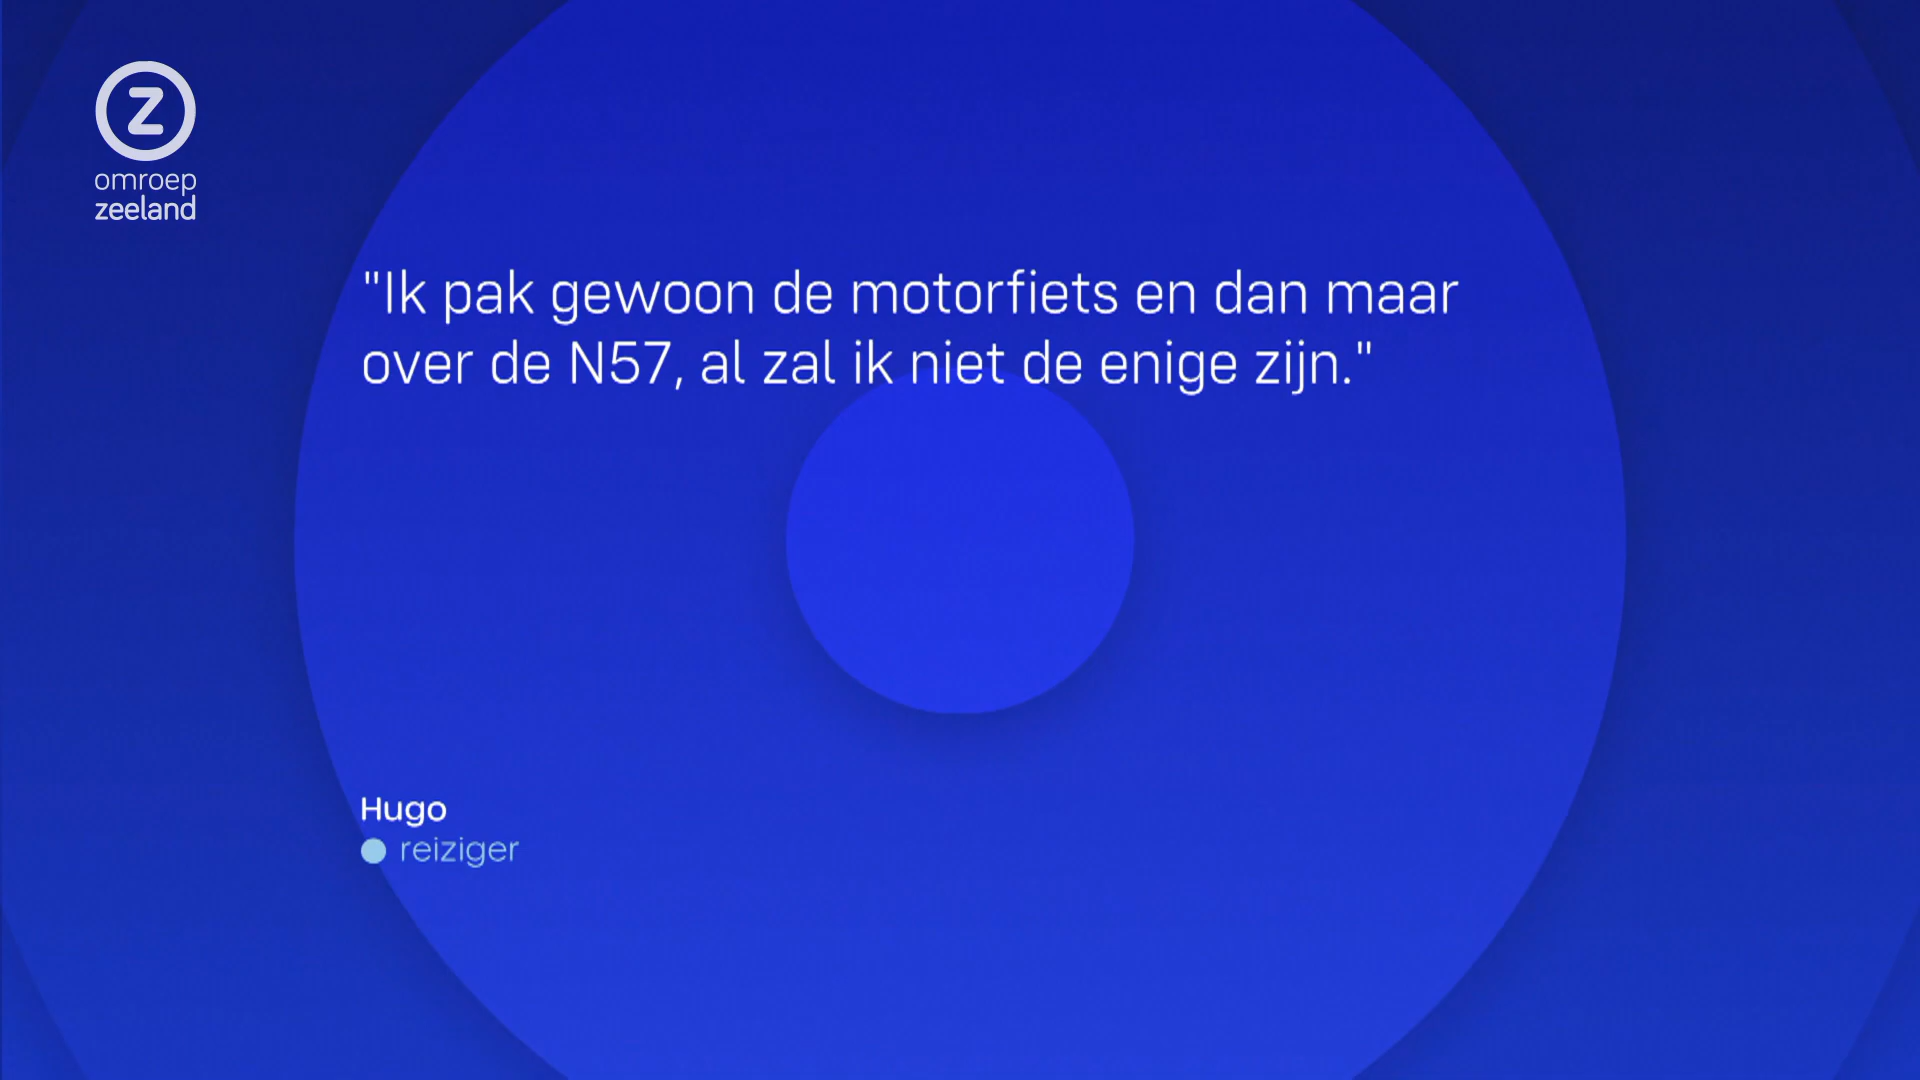 Z
omroep
zeeland
"Ik pak gewoon de motorfiets en dan maar
over de N57, al zal ik niet de enige zijn."
Hugo
reiziger